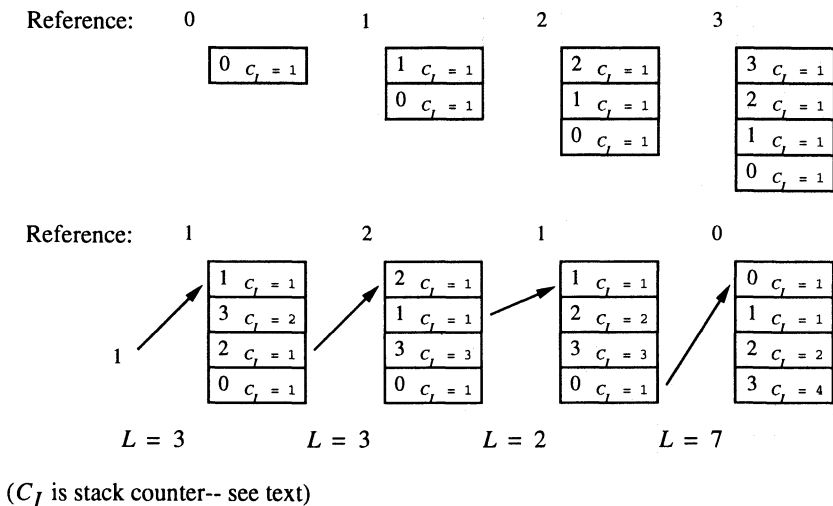 Reference: 0 1 2 3
0 C_I = 1 1 C_I = 1 2 C_I = 1 3 C_I = 1
0 C_I = 1 1 C_I = 1 2 C_I = 1
0 C_I = 1 1 C_I = 1
0 C_I = 1
Reference: 1 2 1 0
1 C_I = 1 2 C_I = 1 1 C_I = 1 0 C_I = 1
3 C_I = 2 1 C_I = 1 2 C_I = 2 1 C_I = 1
1 2 C_I = 1 3 C_I = 3 3 C_I = 3 2 C_I = 2
0 C_I = 1 0 C_I = 1 0 C_I = 1 3 C_I = 4
L = 3 L = 3 L = 2 L = 7
(C_I is stack counter-- see text)